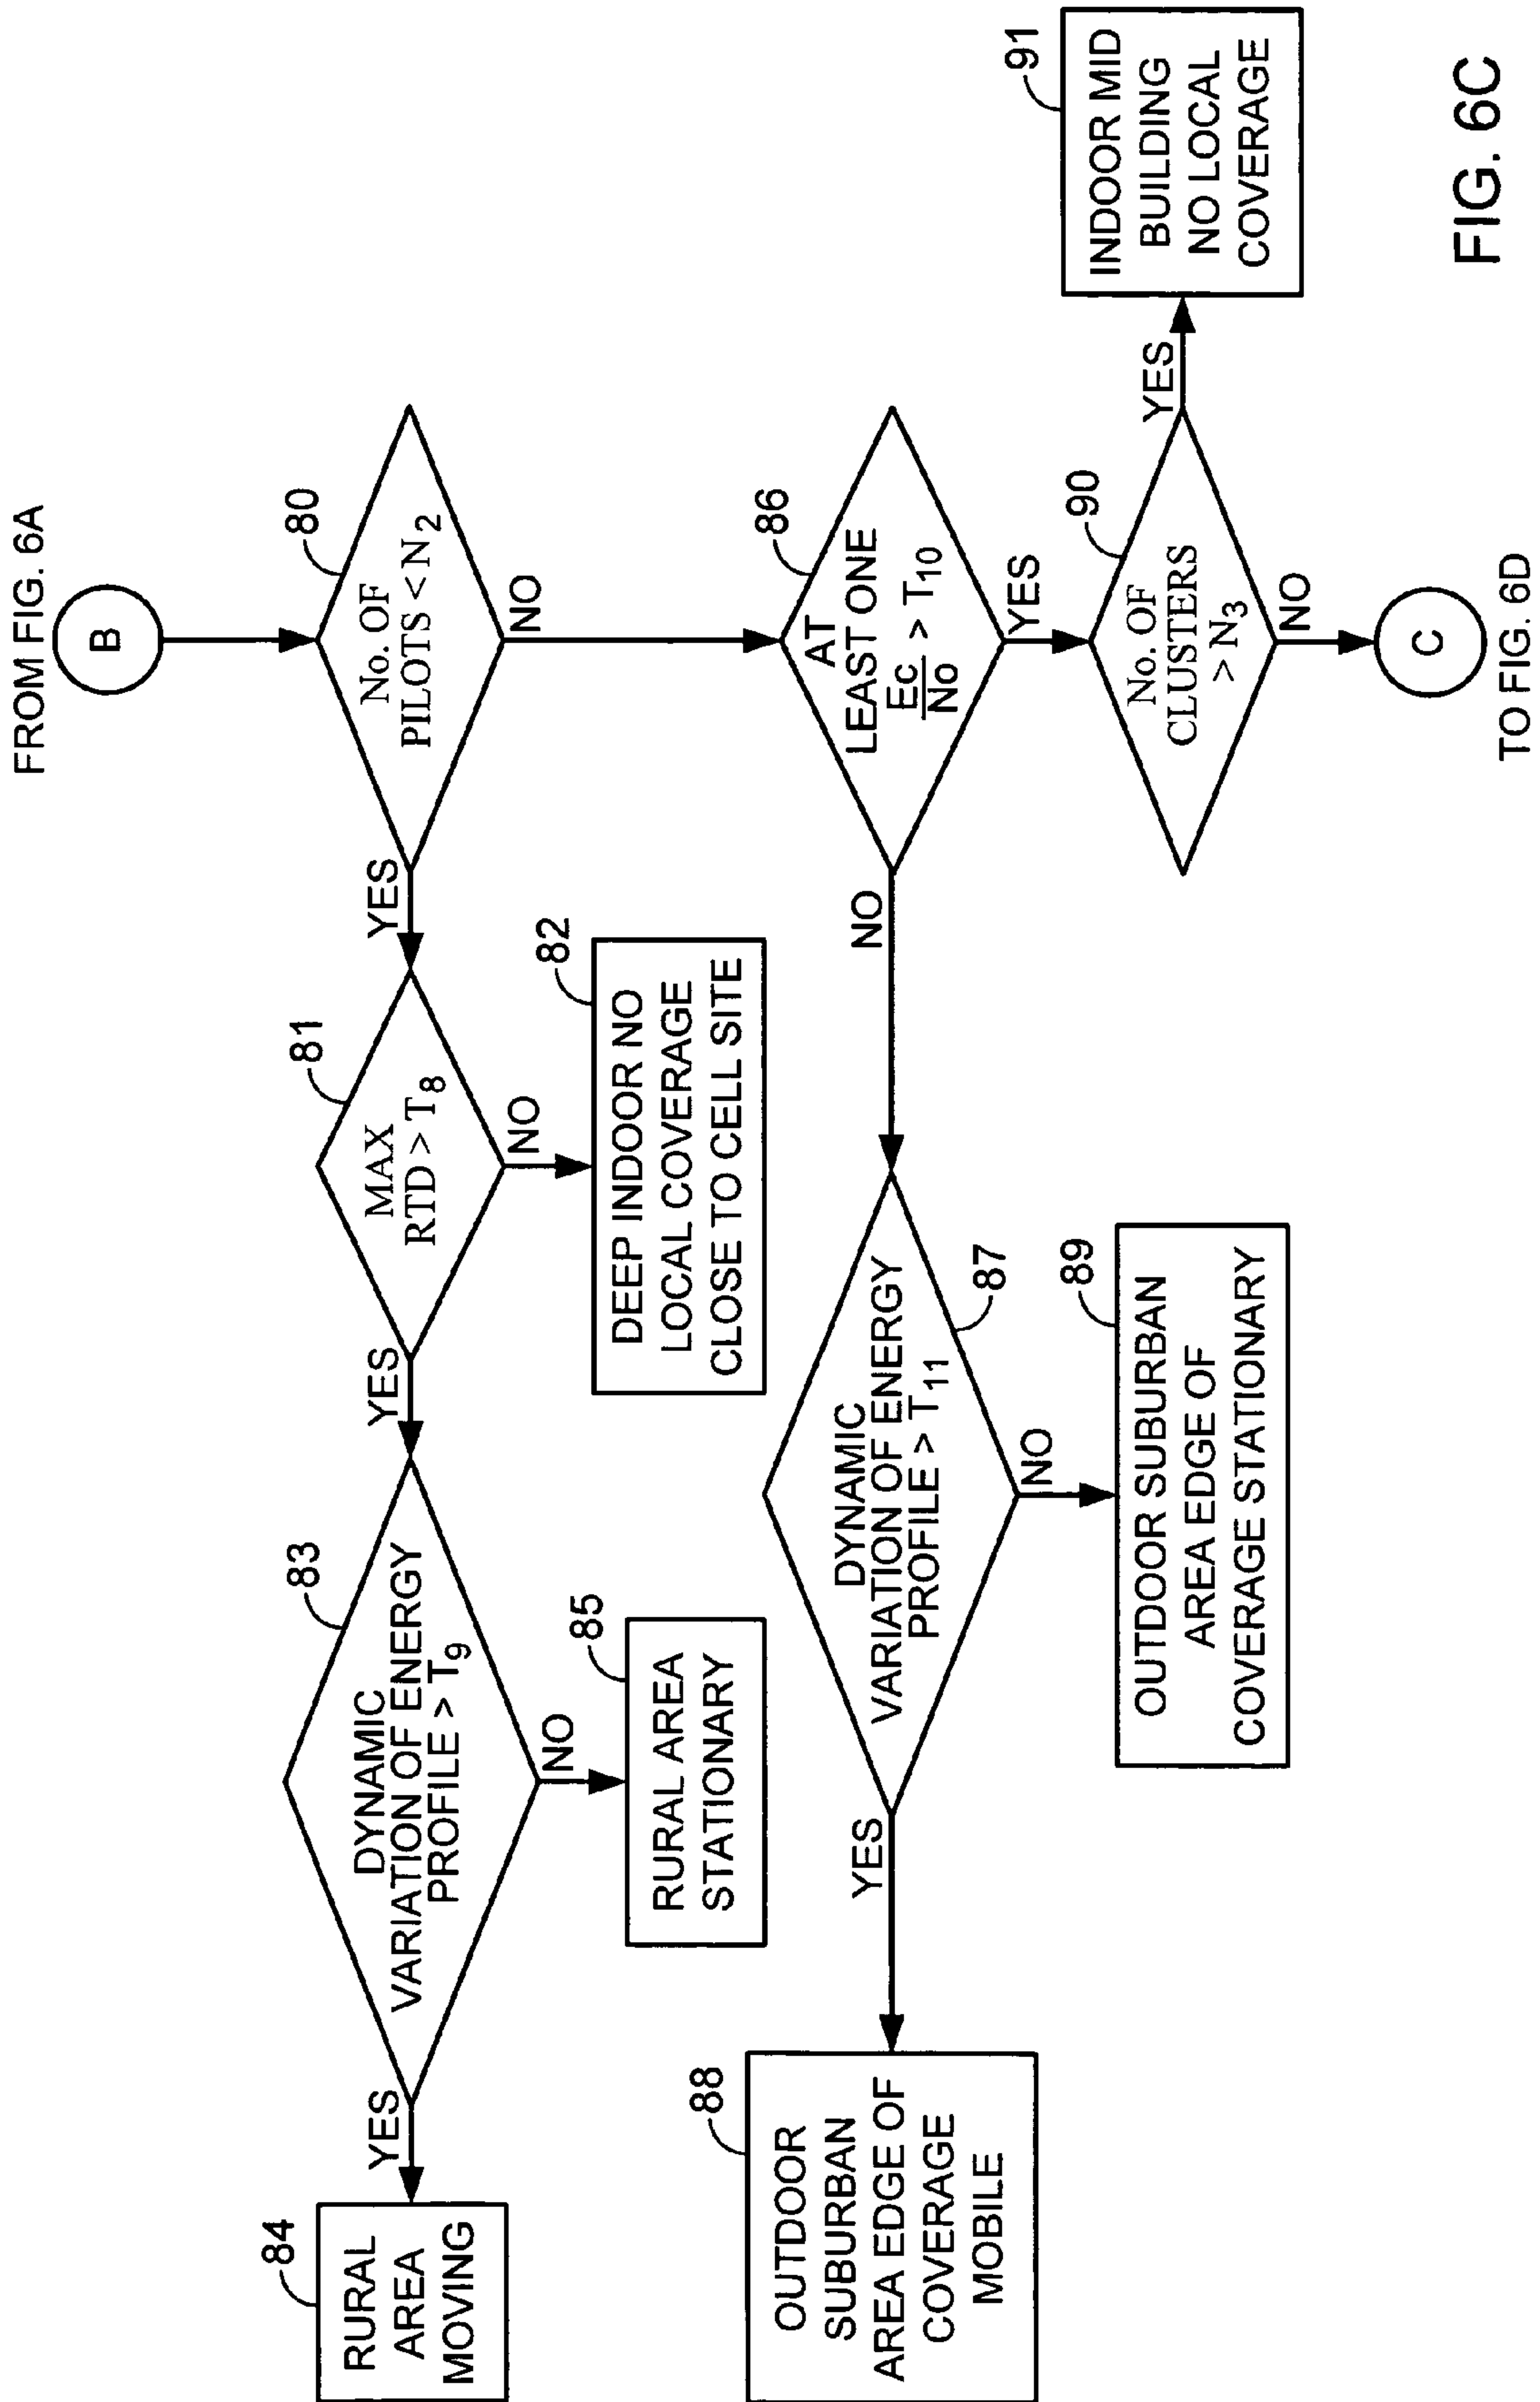 FROM FIG. 6A
B
80
No. OF
PILOTS < N2
YES
NO
81
MAX
RTD > T8
YES
NO
82
DEEP INDOOR NO
LOCAL COVERAGE
CLOSE TO CELL SITE
83
DYNAMIC
VARIATION OF ENERGY
PROFILE > T9
YES
NO
84
RURAL
AREA
MOVING
85
RURAL AREA
STATIONARY
86
AT
LEAST ONE
Ec
No > T10
NO
YES
87
DYNAMIC
VARIATION OF ENERGY
PROFILE > T11
YES
NO
88
OUTDOOR
SUBURBAN
AREA EDGE OF
COVERAGE
MOBILE
89
OUTDOOR SUBURBAN
AREA EDGE OF
COVERAGE STATIONARY
90
No. OF
CLUSTERS
> N3
YES
NO
91
INDOOR MID
BUILDING
NO LOCAL
COVERAGE
C
TO FIG. 6D
FIG. 6C